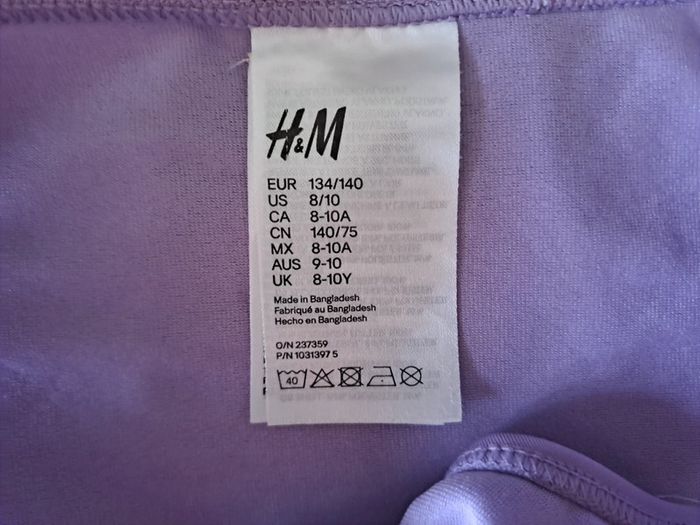 H&M
EUR 134/140
US 8/10
CA 8-10A
CN 140/75
MX 8-10A
AUS 9-10
UK 8-10Y
Made in Bangladesh
Fabriqué au Bangladesh
Hecho en Bangladesh
O/N 237359
P/N 1031397 5
40